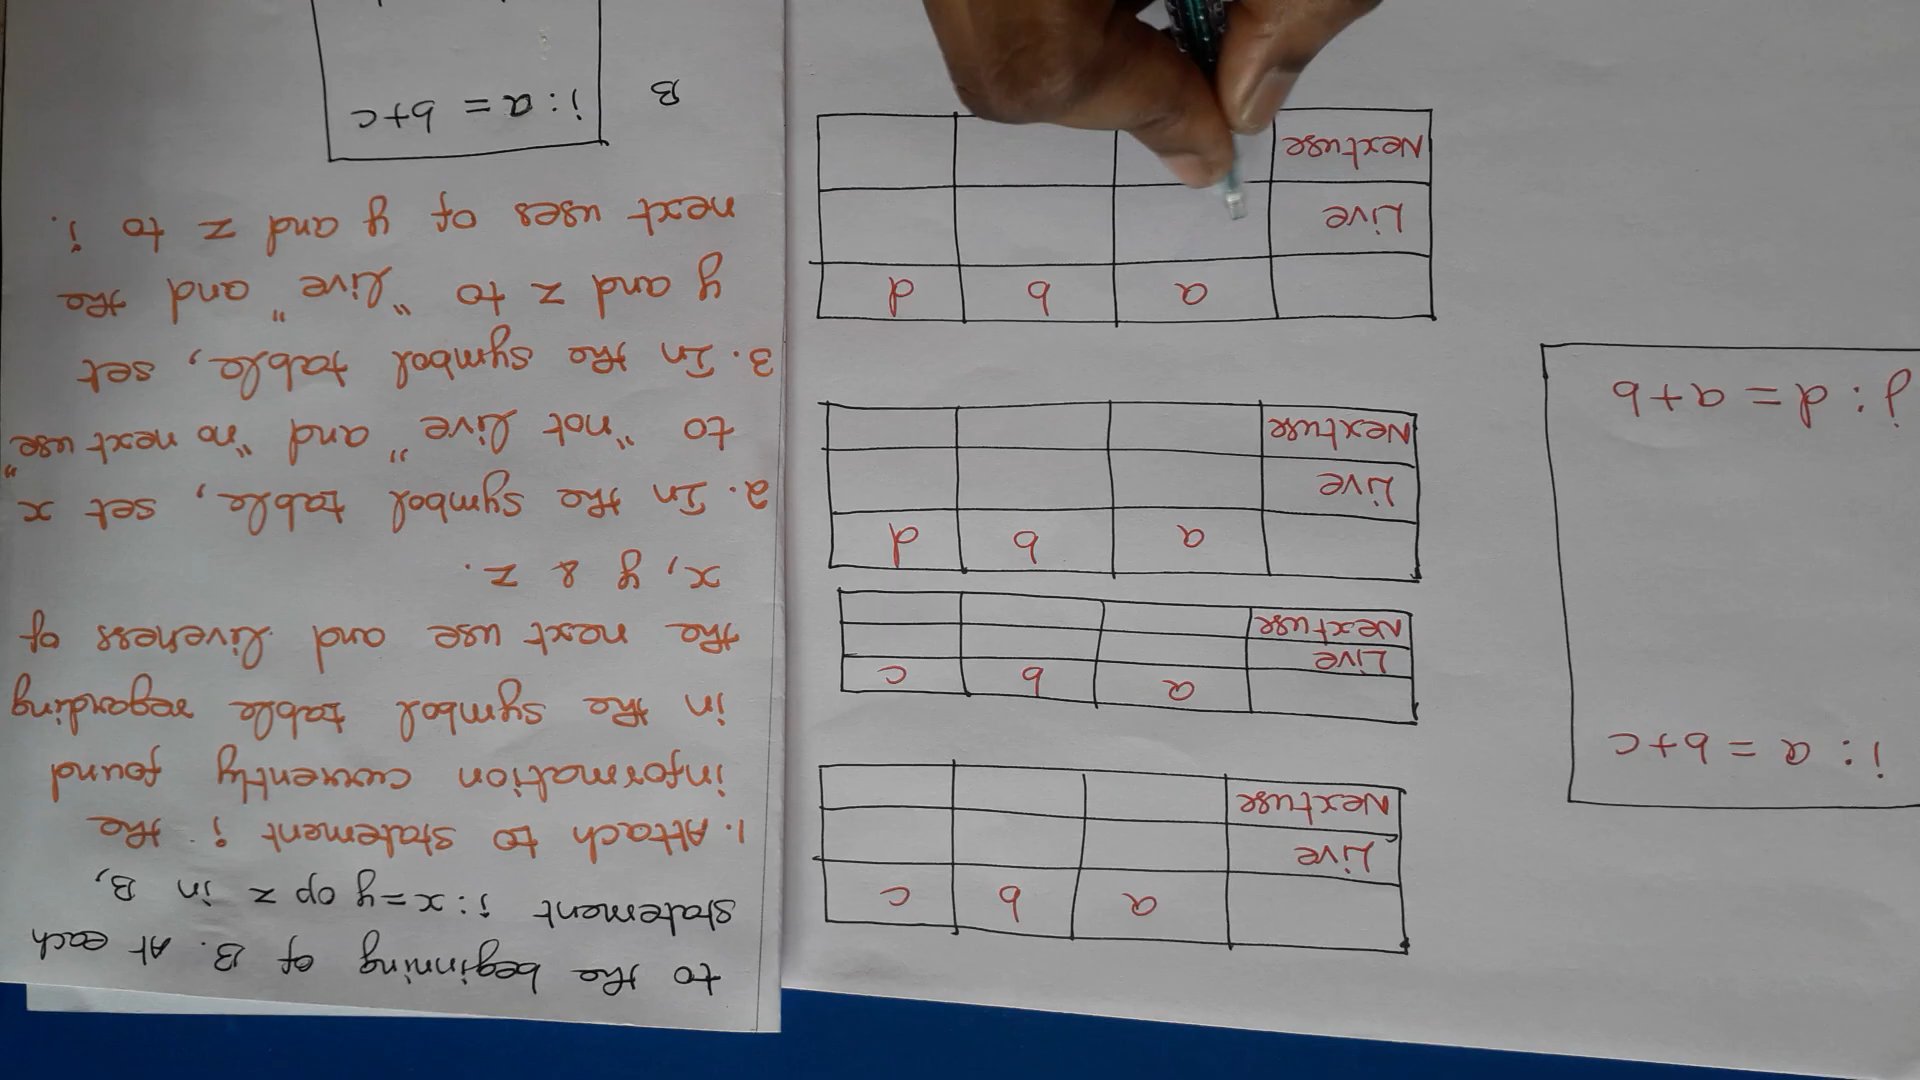 to the beginning of B. At each
statement i: x=y op z in B,
1. Attach to statement i the
information currently found
in the symbol table regarding
the next use and liveness of
x, y & z.
2. In the symbol table, set x
to "not live" and "no next use"
3. In the symbol table, set
y and z to "live" and the
next uses of y and z to i.
B
i: a = b+c
i: a = b+c
j: d = a+b
a b c
Live
Nextuse
a b c
Live
Nextuse
a b d
Live
Nextuse
a b d
Live
Nextuse